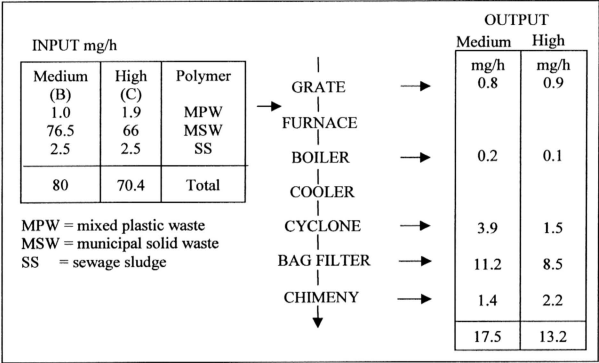 OUTPUT
INPUT mg/h
Medium High
Medium High Polymer
(B) (C)
1.0 1.9 MPW
76.5 66 MSW
2.5 2.5 SS
80 70.4 Total
MPW = mixed plastic waste
MSW = municipal solid waste
SS = sewage sludge
GRATE
FURNACE
BOILER
COOLER
CYCLONE
BAG FILTER
CHIMENY
mg/h mg/h
0.8 0.9
0.2 0.1
3.9 1.5
11.2 8.5
1.4 2.2
17.5 13.2